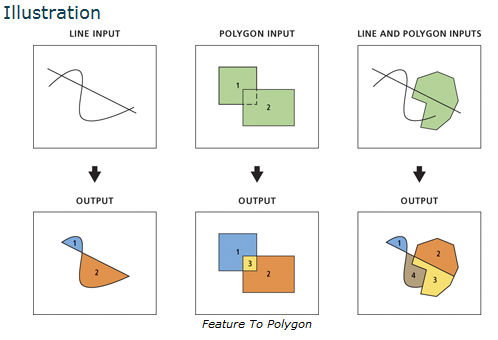 Illustration
LINE INPUT
POLYGON INPUT
LINE AND POLYGON INPUTS
1
2
OUTPUT
OUTPUT
OUTPUT
1
2
1
3
2
1
2
4
3
Feature To Polygon